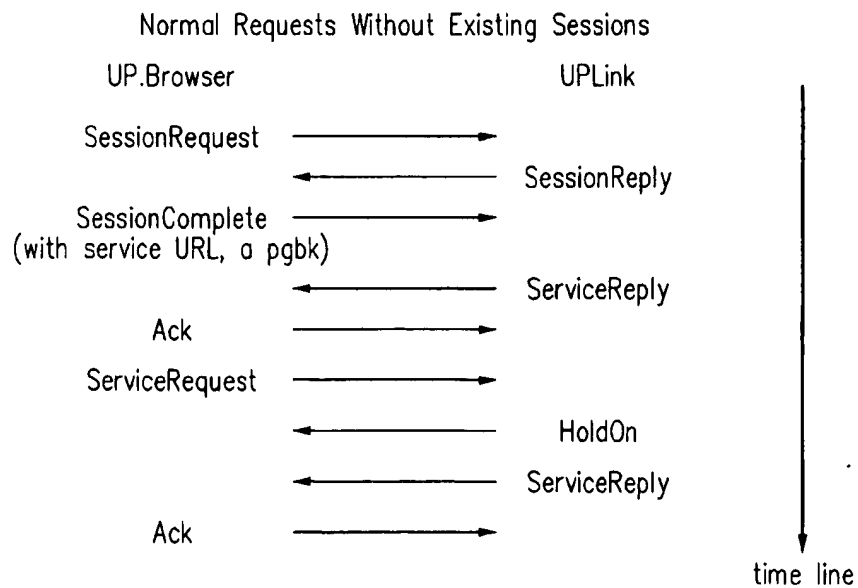 Normal Requests Without Existing Sessions
UP.Browser UPLink
SessionRequest
SessionReply
SessionComplete
(with service URL, a pgbk)
ServiceReply
Ack
ServiceRequest
HoldOn
ServiceReply
Ack
time line